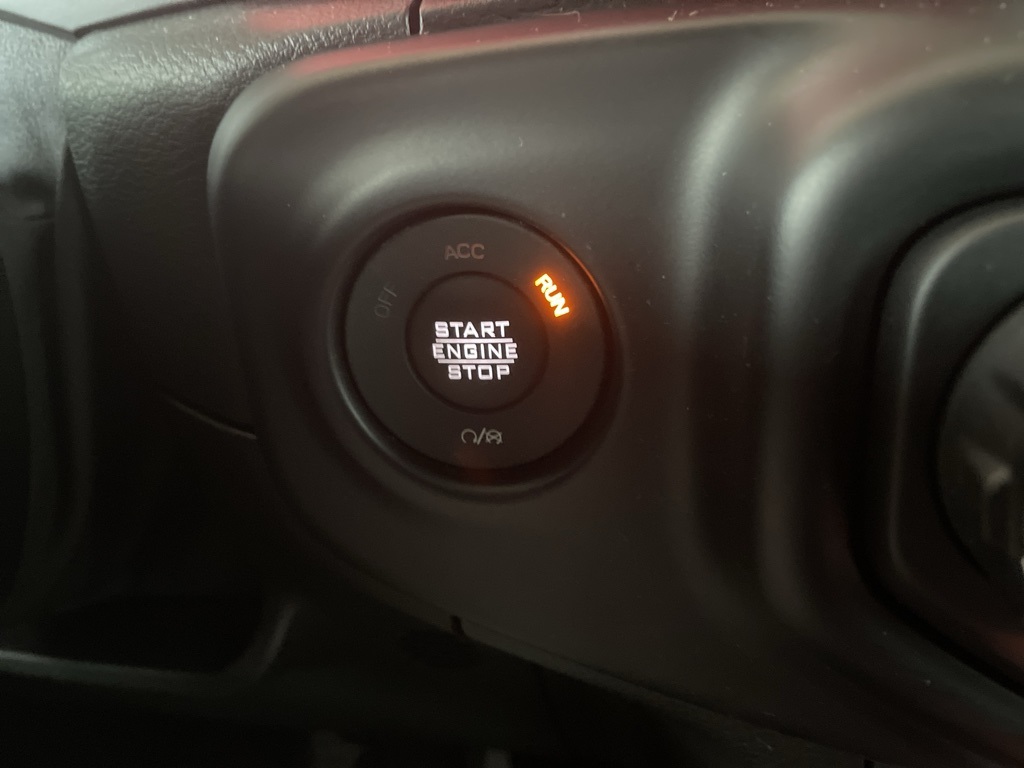 ACC
OFF
RUN
START
ENGINE
STOP